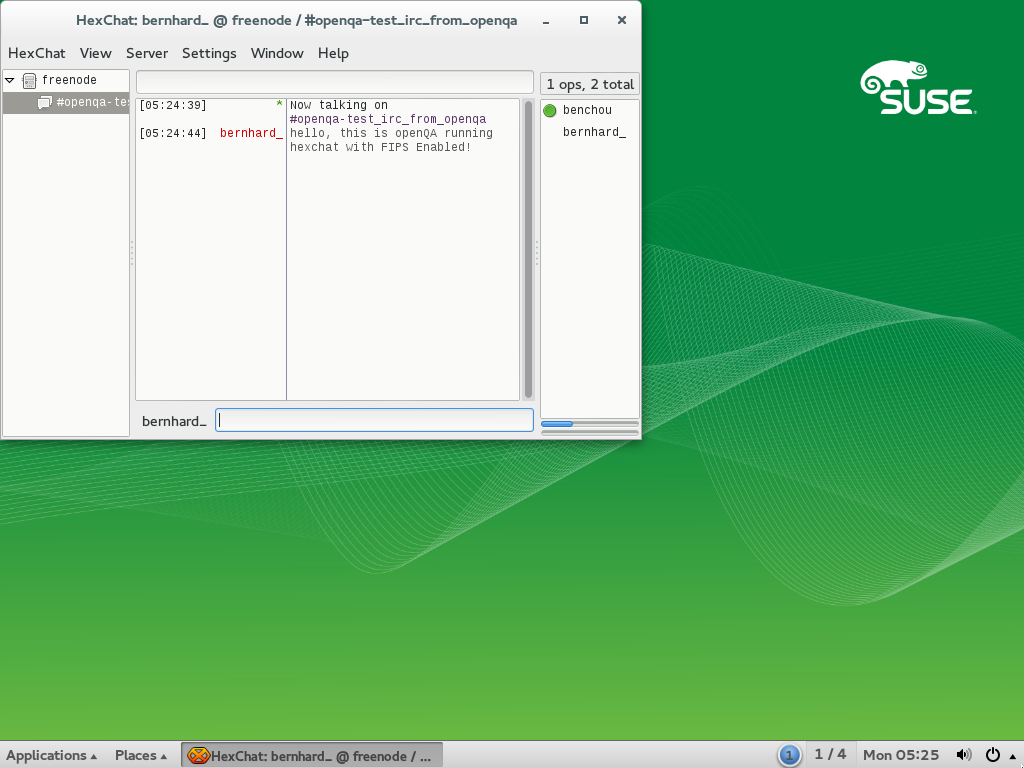 HexChat: bernhard_ @ freenode / #openqa-test_irc_from_openqa
HexChat View Server Settings Window Help
freenode
#openqa-tes
1 ops, 2 total
[05:24:39] * Now talking on
#openqa-test_irc_from_openqa
[05:24:44] bernhard_ hello, this is openQA running
hexchat with FIPS Enabled!
benchou
bernhard_
bernhard_
SUSE
Applications Places HexChat: bernhard_ @ freenode / ... 1 1 / 4 Mon 05:25